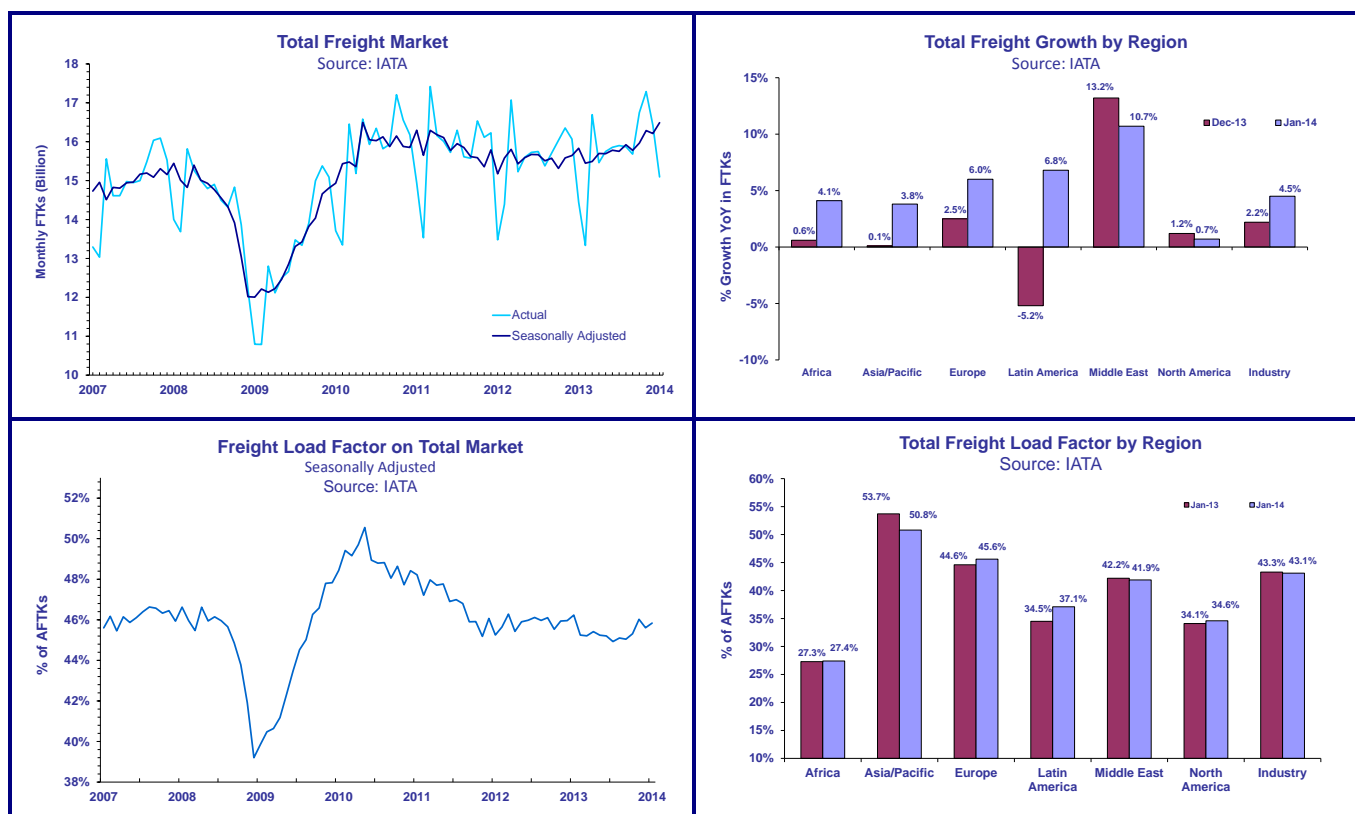 Total Freight Market
Source: IATA
Monthly FTKs (Billion)
18
17
16
15
14
13
12
11
10
Actual
Seasonally Adjusted
2007 2008 2009 2010 2011 2012 2013 2014
Total Freight Growth by Region
Source: IATA
% Growth YoY in FTKs
15%
10%
5%
0%
-5%
-10%
Dec-13 Jan-14
0.6% 4.1% 0.1% 3.8% 2.5% 6.0% -5.2% 6.8% 13.2% 10.7% 1.2% 0.7% 2.2% 4.5%
Africa Asia/Pacific Europe Latin America Middle East North America Industry
Freight Load Factor on Total Market
Seasonally Adjusted
Source: IATA
% of AFTKs
52%
50%
48%
46%
44%
42%
40%
38%
2007 2008 2009 2010 2011 2012 2013 2014
Total Freight Load Factor by Region
Source: IATA
% of AFTKs
60%
55%
50%
45%
40%
35%
30%
25%
20%
15%
10%
Jan-13 Jan-14
27.3% 27.4% 53.7% 50.8% 44.6% 45.6% 34.5% 37.1% 42.2% 41.9% 34.1% 34.6% 43.3% 43.1%
Africa Asia/Pacific Europe Latin America Middle East North America Industry